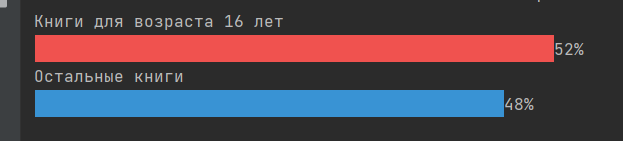 Книги для возраста 16 лет
52%
Остальные книги
48%